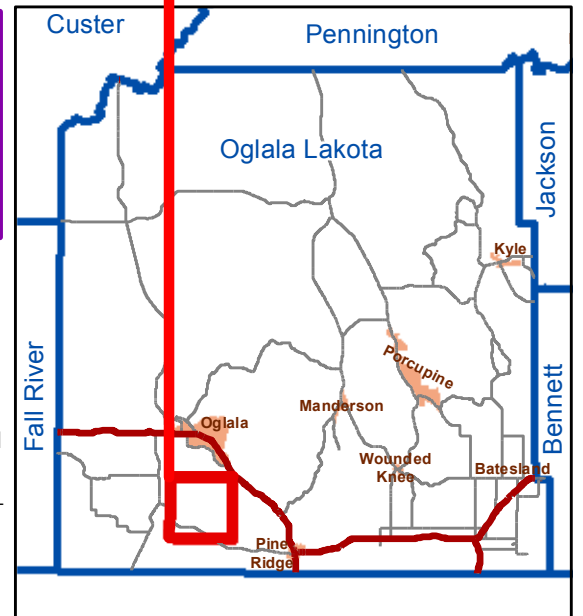 Custer
Pennington
Oglala Lakota
Jackson
Kyle
Porcupine
Fall River
Oglala
Manderson
Bennett
Wounded
Knee
Batesland
Pine
Ridge